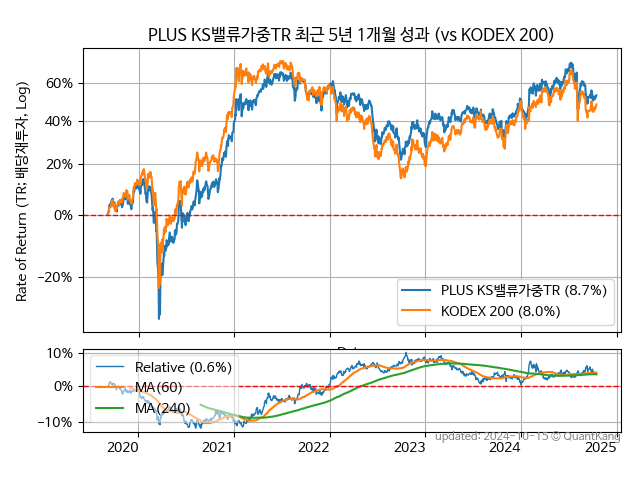 PLUS KS밸류가중TR 최근 5년 1개월 성과 (vs KODEX 200)
Rate of Return (TR: 배당재투자, Log)
60%
40%
20%
0%
−20%
PLUS KS밸류가중TR (8.7%)
KODEX 200 (8.0%)
10%
0%
−10%
Relative (0.6%)
MA(60)
MA(240)
2020 2021 2022 2023 2024 2025
updated: 2024-10-15 © QuantKang